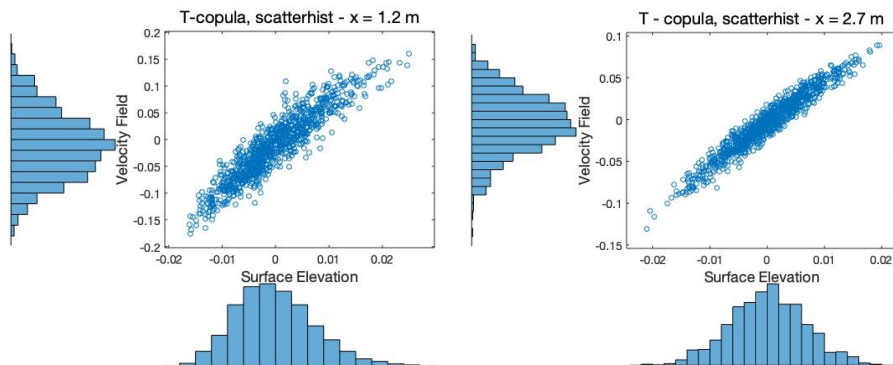 T-copula, scatterhist - x = 1.2 m
0.2
0.15
0.1
0.05
0
-0.05
-0.1
-0.15
-0.2
Velocity Field
-0.02 -0.01 0 0.01 0.02
Surface Elevation
T - copula, scatterhist - x = 2.7 m
0.1
0.05
0
-0.05
-0.1
-0.15
Velocity Field
-0.02 -0.01 0 0.01 0.02
Surface Elevation